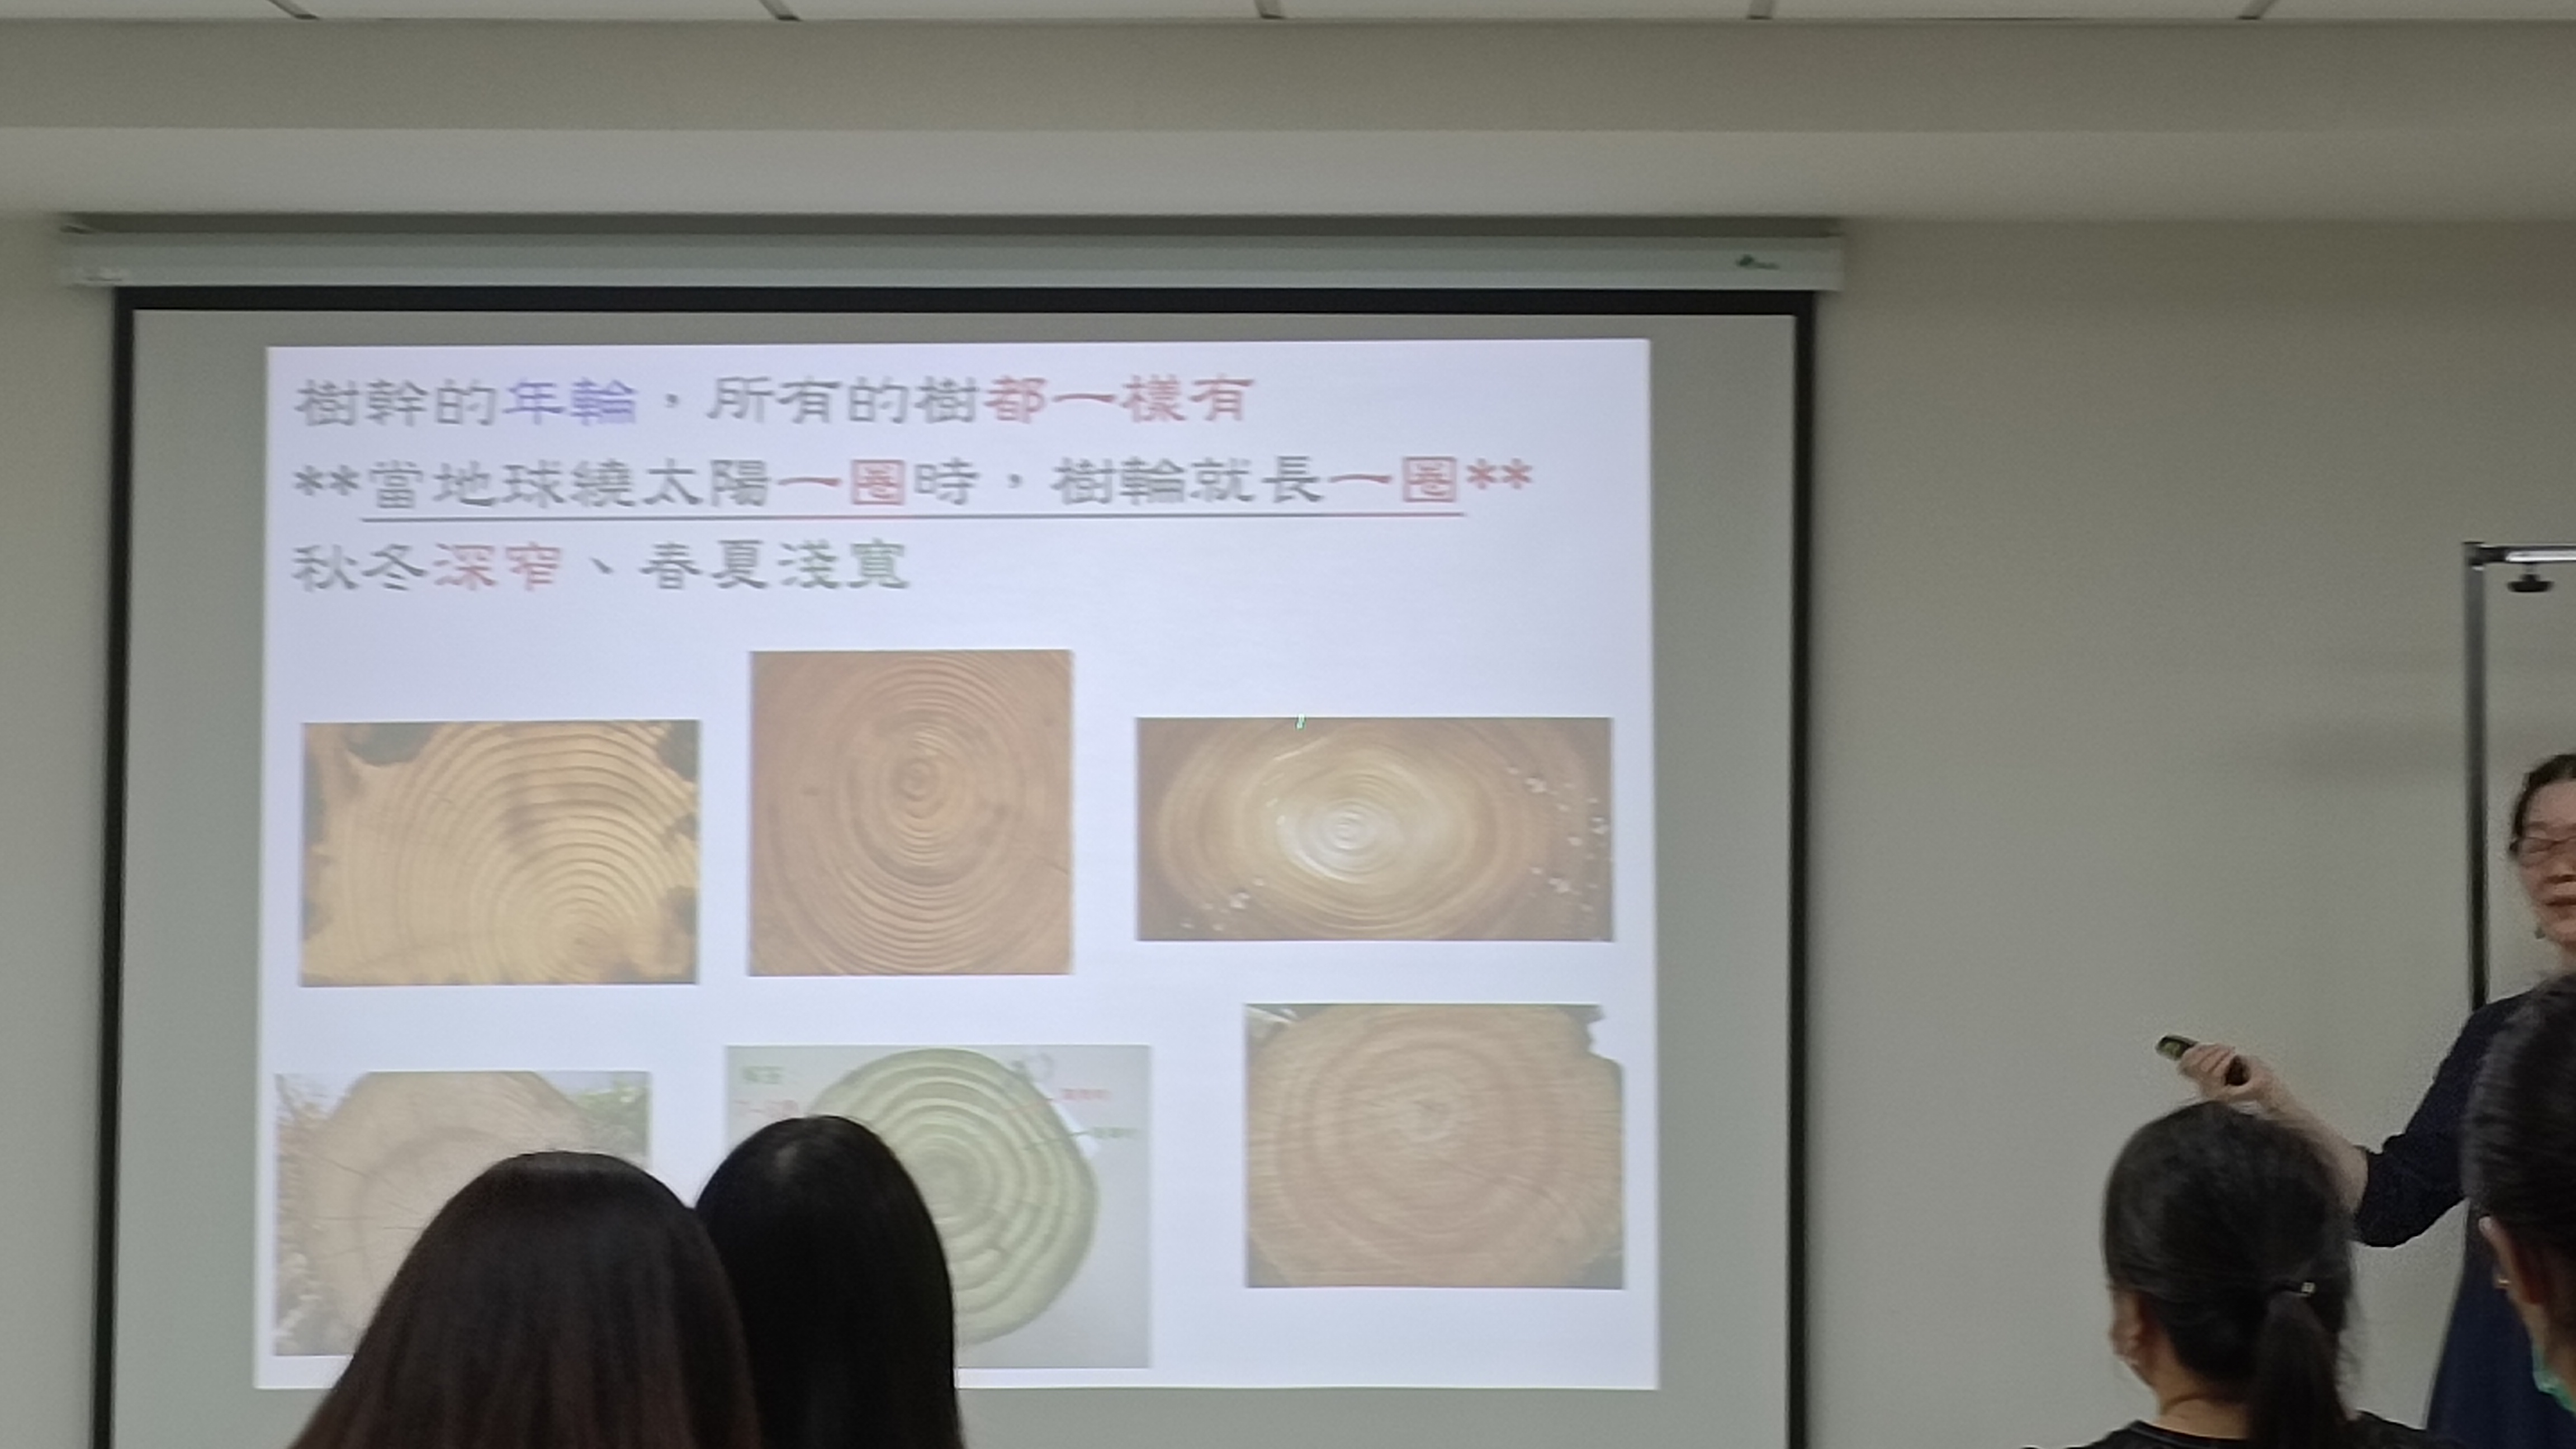 樹幹的年輪，所有的樹都一樣有
**當地球繞太陽一圈時，樹輪就長一圈**
秋冬深窄、春夏淺寬